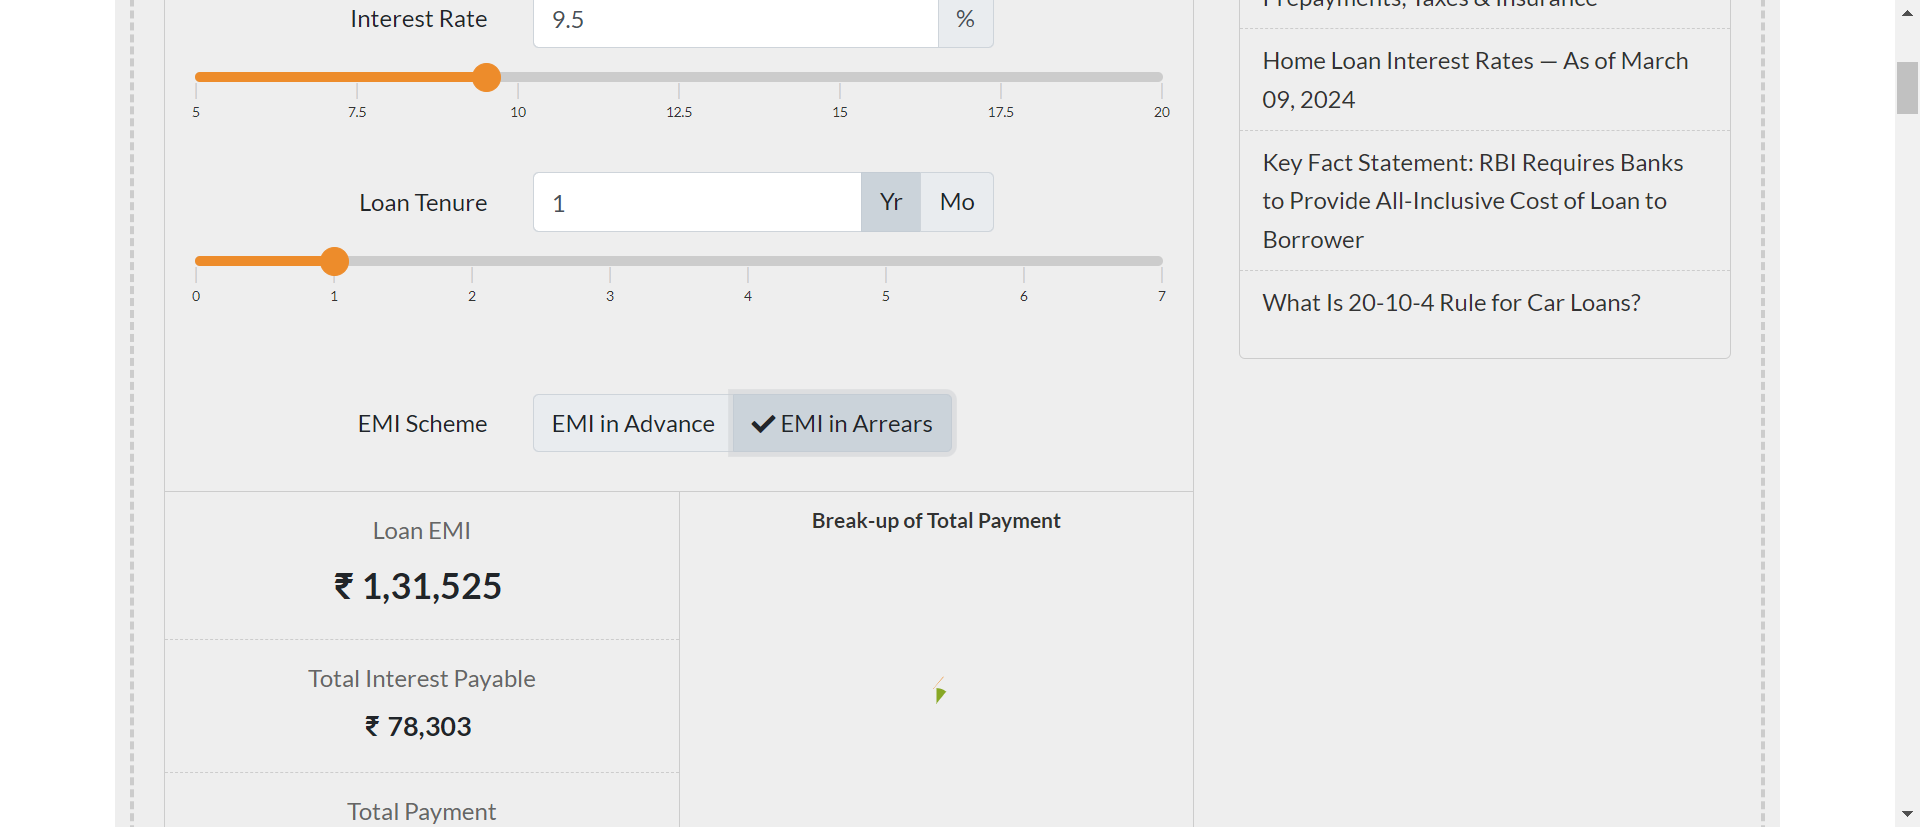 Interest Rate
9.5
%
5
7.5
10
12.5
15
17.5
20
Loan Tenure
1
Yr
Mo
0
1
2
3
4
5
6
7
EMI Scheme
EMI in Advance
EMI in Arrears
Loan EMI
₹ 1,31,525
Total Interest Payable
₹ 78,303
Total Payment
Break-up of Total Payment
Prepayments, Taxes & Insurance
Home Loan Interest Rates — As of March
09, 2024
Key Fact Statement: RBI Requires Banks
to Provide All-Inclusive Cost of Loan to
Borrower
What Is 20-10-4 Rule for Car Loans?